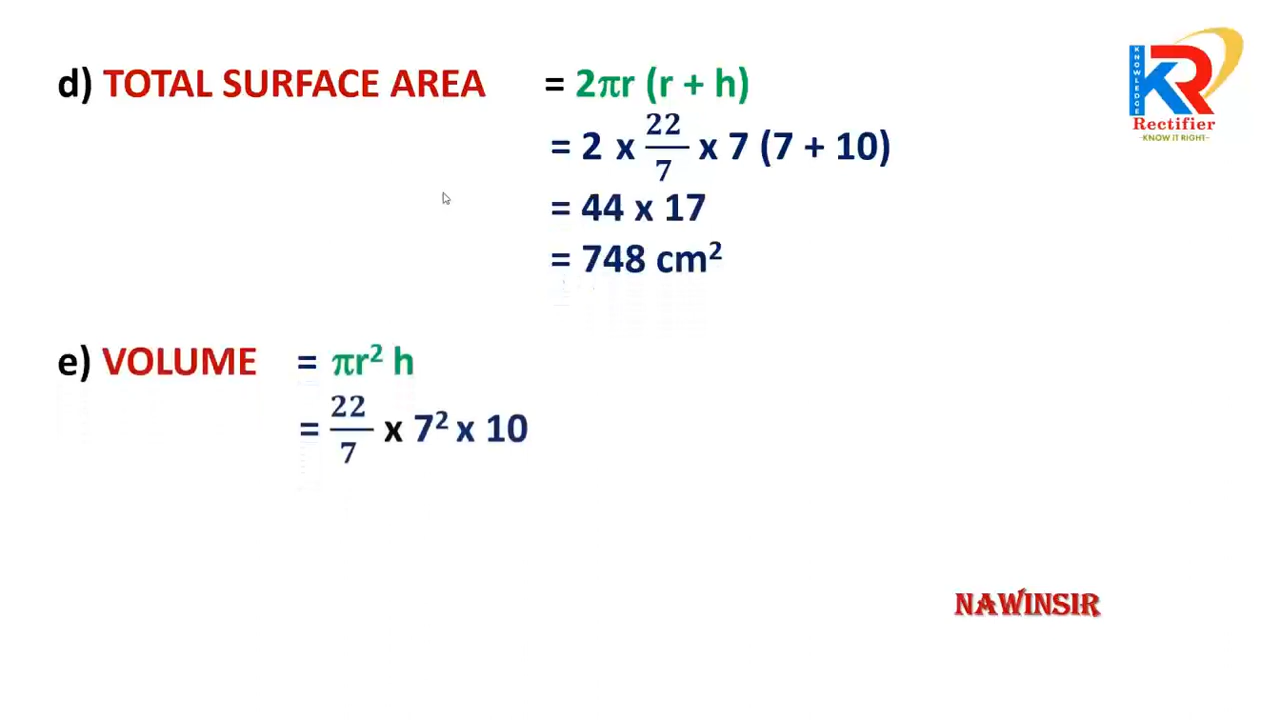 d) TOTAL SURFACE AREA = 2πr (r + h)
= 2 x 22/7 x 7 (7 + 10)
= 44 x 17
= 748 cm²
e) VOLUME = πr² h
= 22/7 x 7² x 10
KNOWLEDGE
KR
Rectifier
-KNOW IT RIGHT-
NAWINSIR